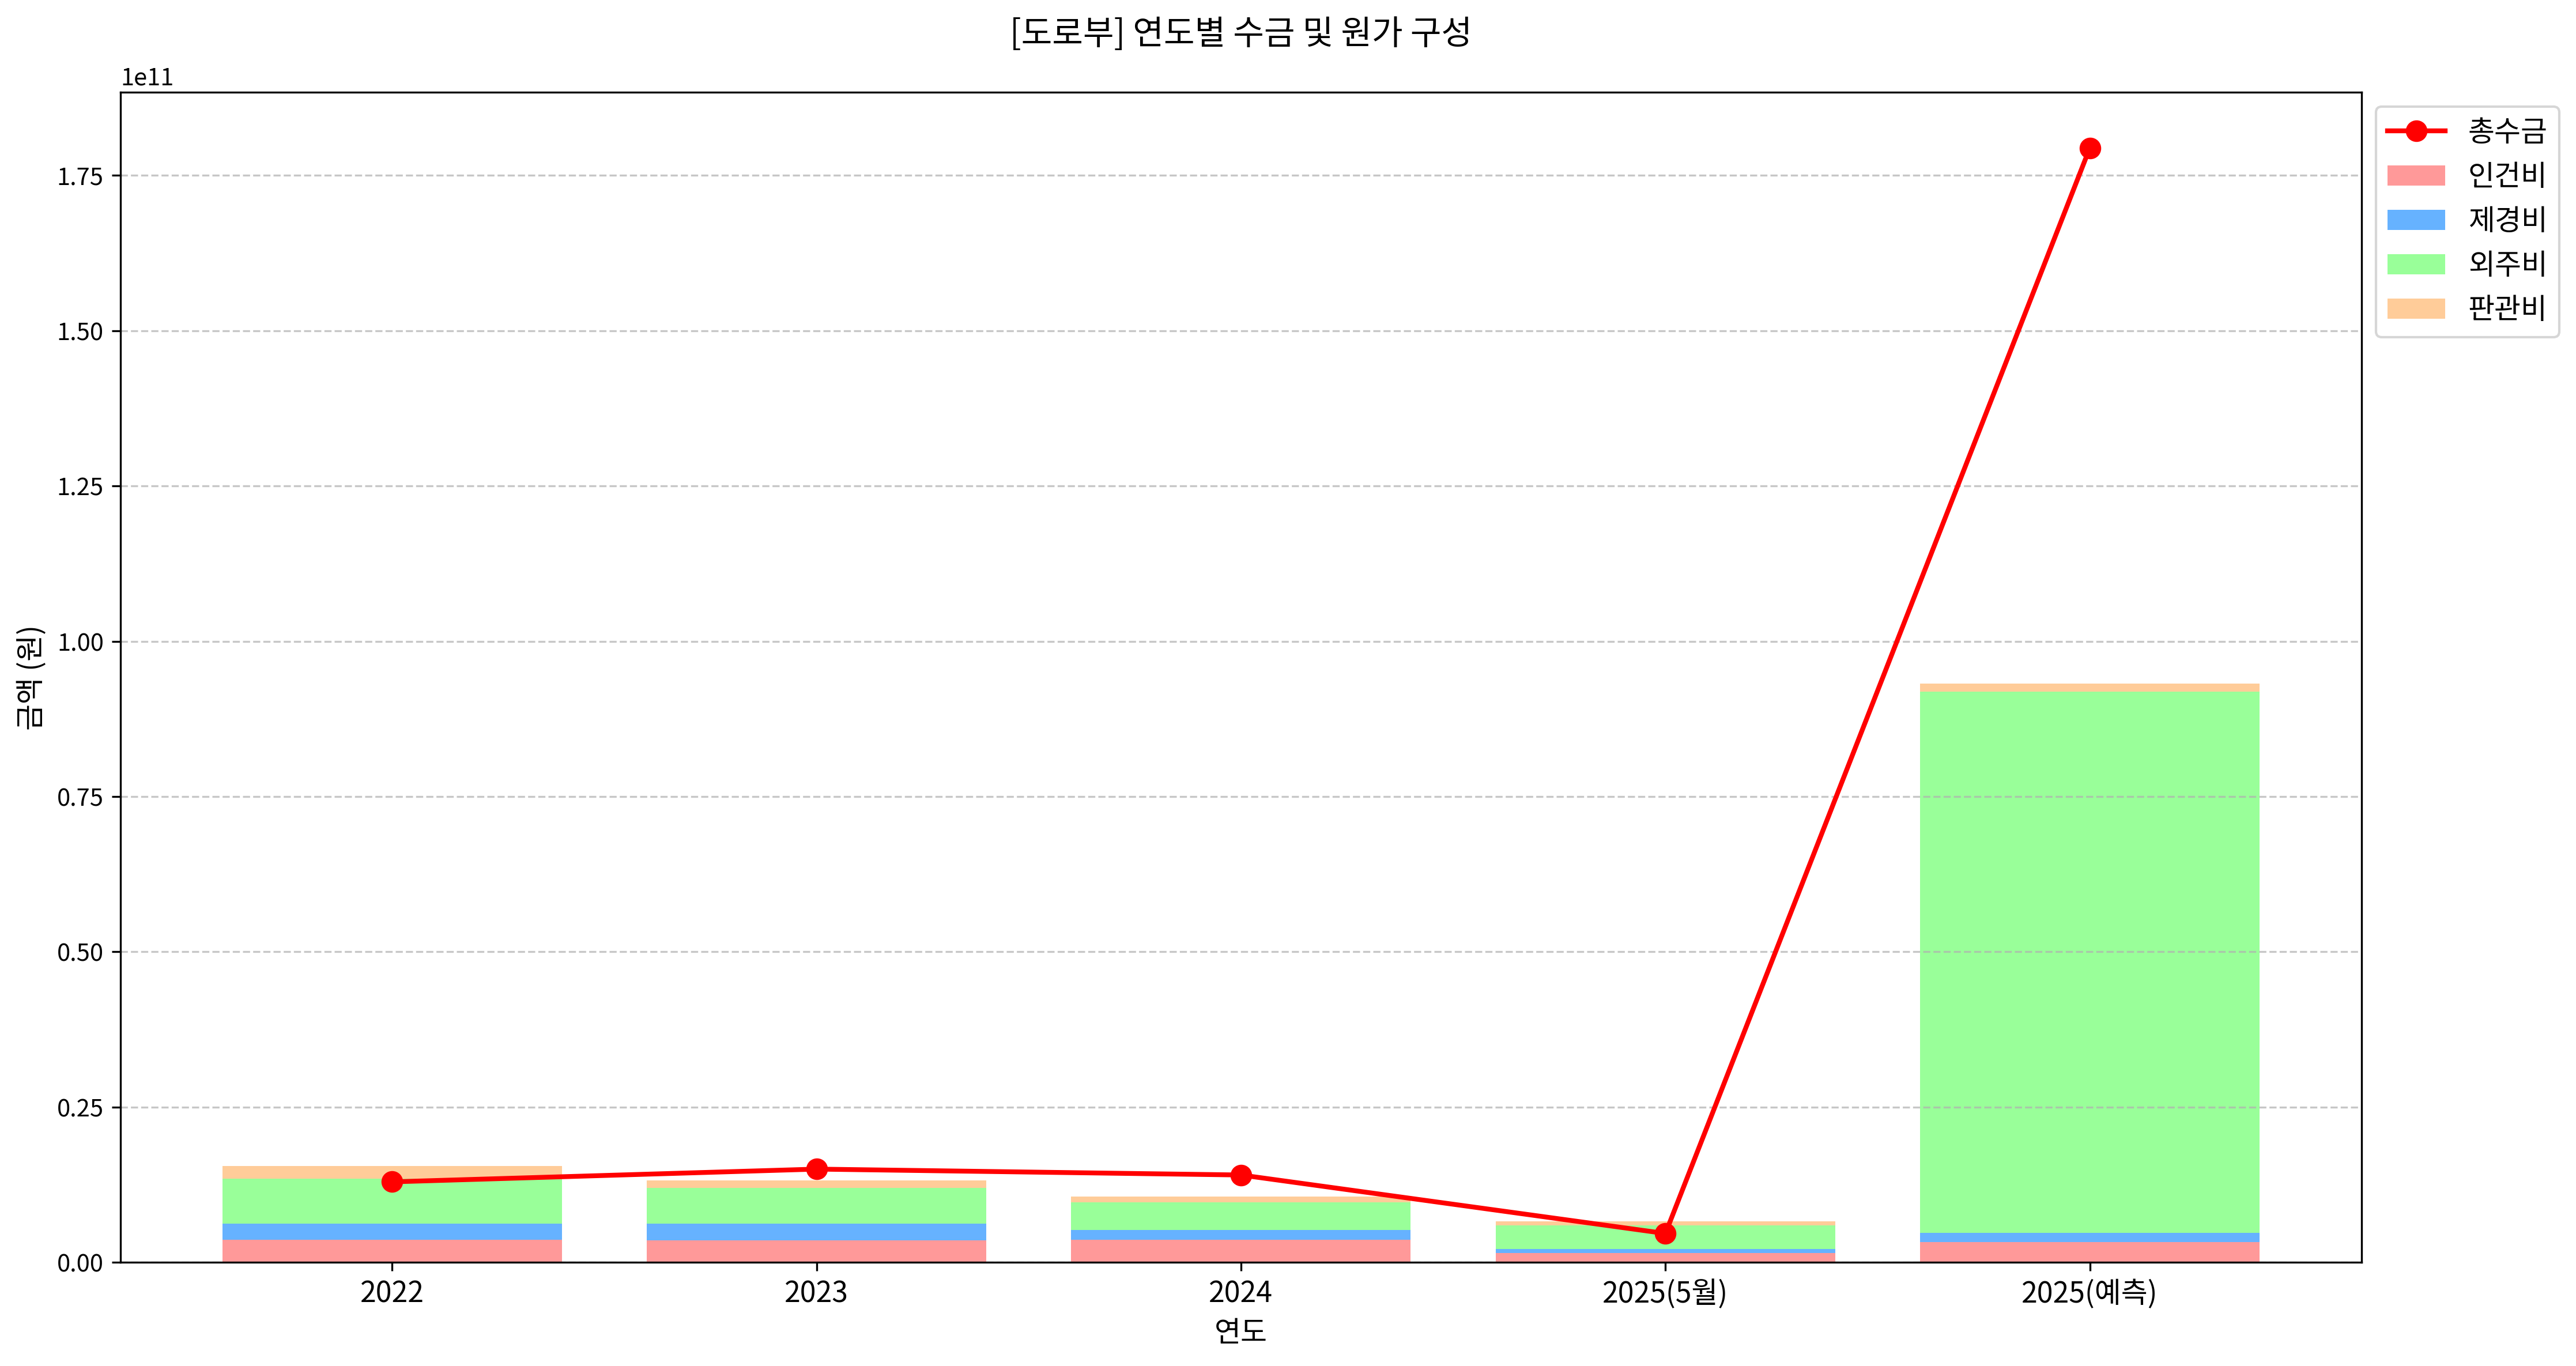 [도로부] 연도별 수금 및 원가 구성
1e11
1.75
1.50
1.25
1.00
0.75
0.50
0.25
0.00
금액 (원)
2022
2023
2024
2025(5월)
2025(예측)
연도
총수금
인건비
제경비
외주비
판관비